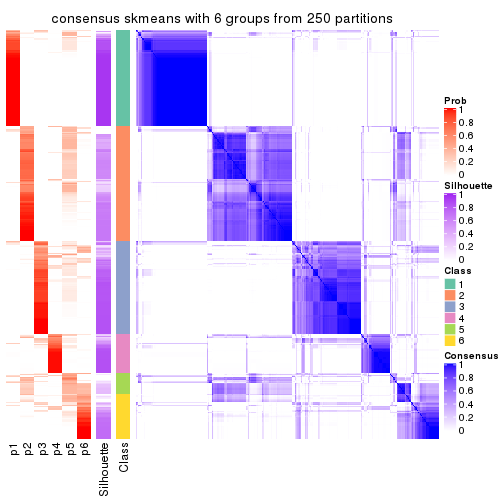 consensus skmeans with 6 groups from 250 partitions
Prob
1
0.8
0.6
0.4
0.2
0
Silhouette
1
0.8
0.6
0.4
0.2
0
Class
1
2
3
4
5
6
Consensus
1
0.8
0.6
0.4
0.2
0
p1
p2
p3
p4
p5
p6
Silhouette
Class